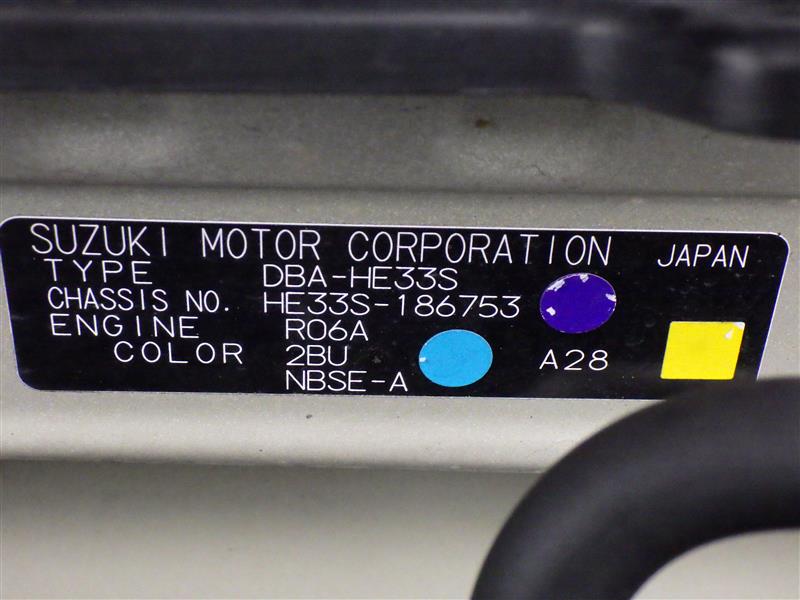 SUZUKI MOTOR CORPORATION JAPAN
TYPE DBA-HE33S
CHASSIS NO. HE33S-186753
ENGINE R06A
COLOR 2BU A28
NBSE-A